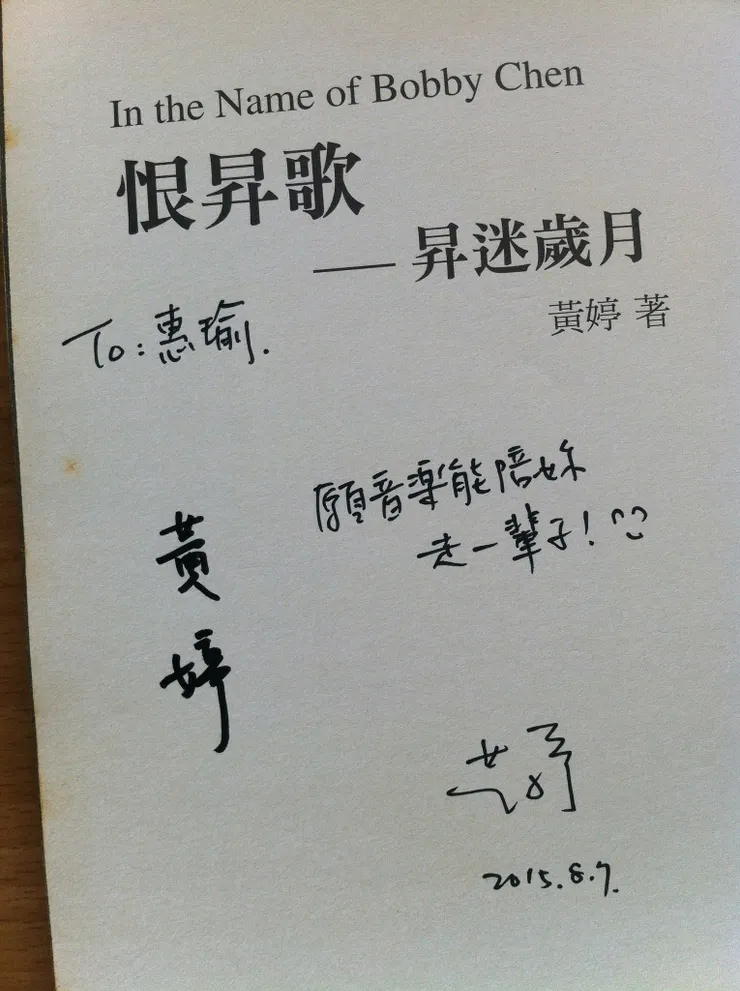 In the Name of Bobby Chen
恨昇歌
——昇迷歲月
黃婷 著
To:惠瑜.
願音樂能陪妳
走一輩子!
黃
婷
2015.8.7.